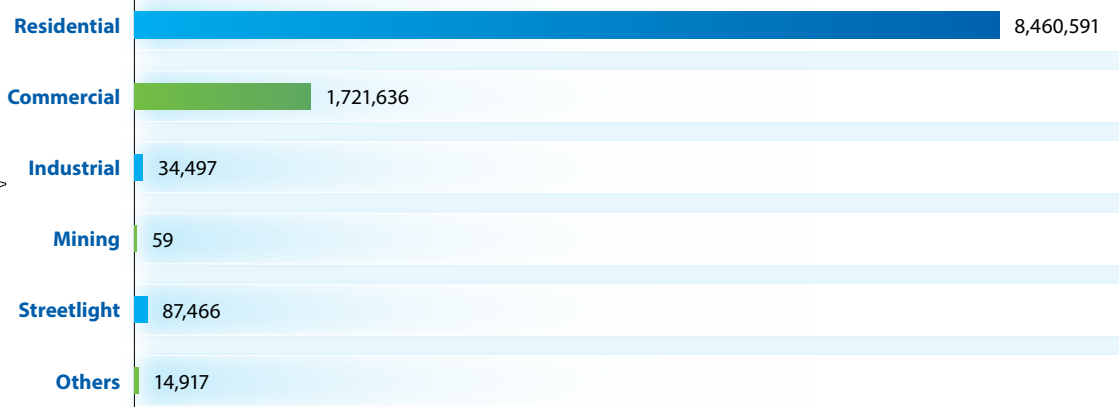 Residential 8,460,591
Commercial 1,721,636
Industrial 34,497
Mining 59
Streetlight 87,466
Others 14,917